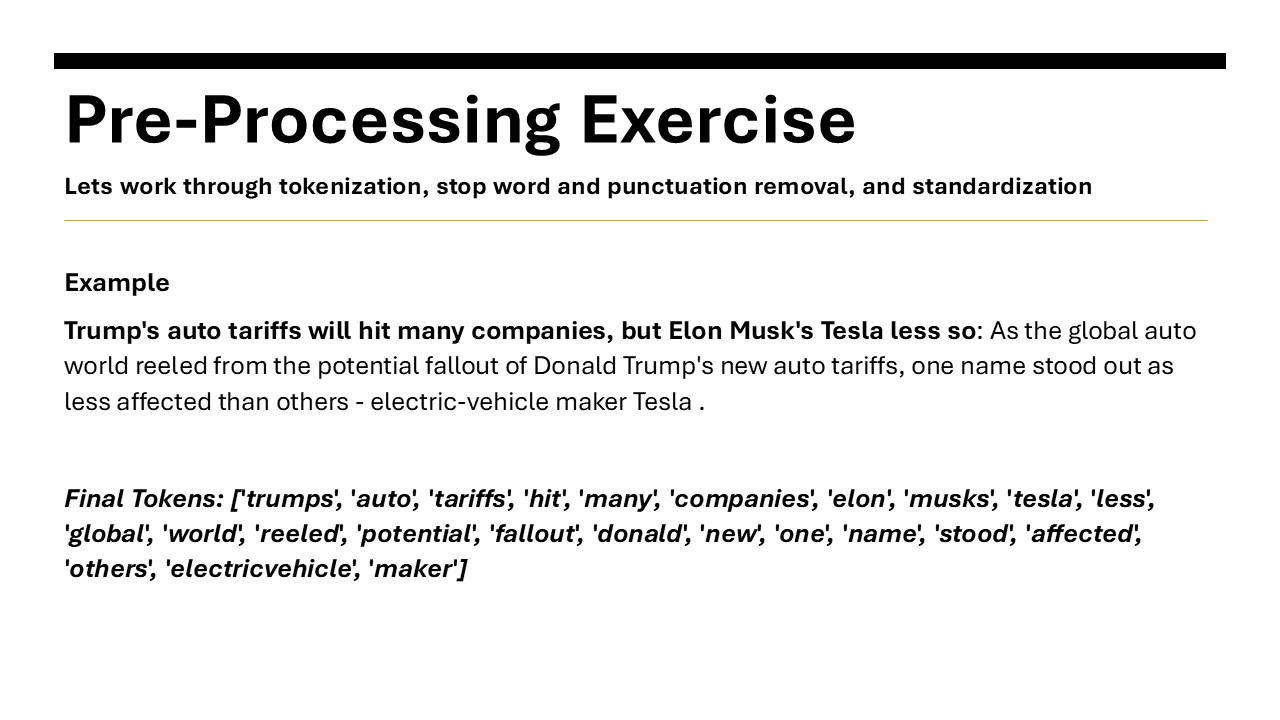 Pre-Processing Exercise
Lets work through tokenization, stop word and punctuation removal, and standardization
Example
Trump's auto tariffs will hit many companies, but Elon Musk's Tesla less so: As the global auto
world reeled from the potential fallout of Donald Trump's new auto tariffs, one name stood out as
less affected than others - electric-vehicle maker Tesla .
Final Tokens: ['trumps', 'auto', 'tariffs', 'hit', 'many', 'companies', 'elon', 'musks', 'tesla', 'less',
'global', 'world', 'reeled', 'potential', 'fallout', 'donald', 'new', 'one', 'name', 'stood', 'affected',
'others', 'electricvehicle', 'maker']